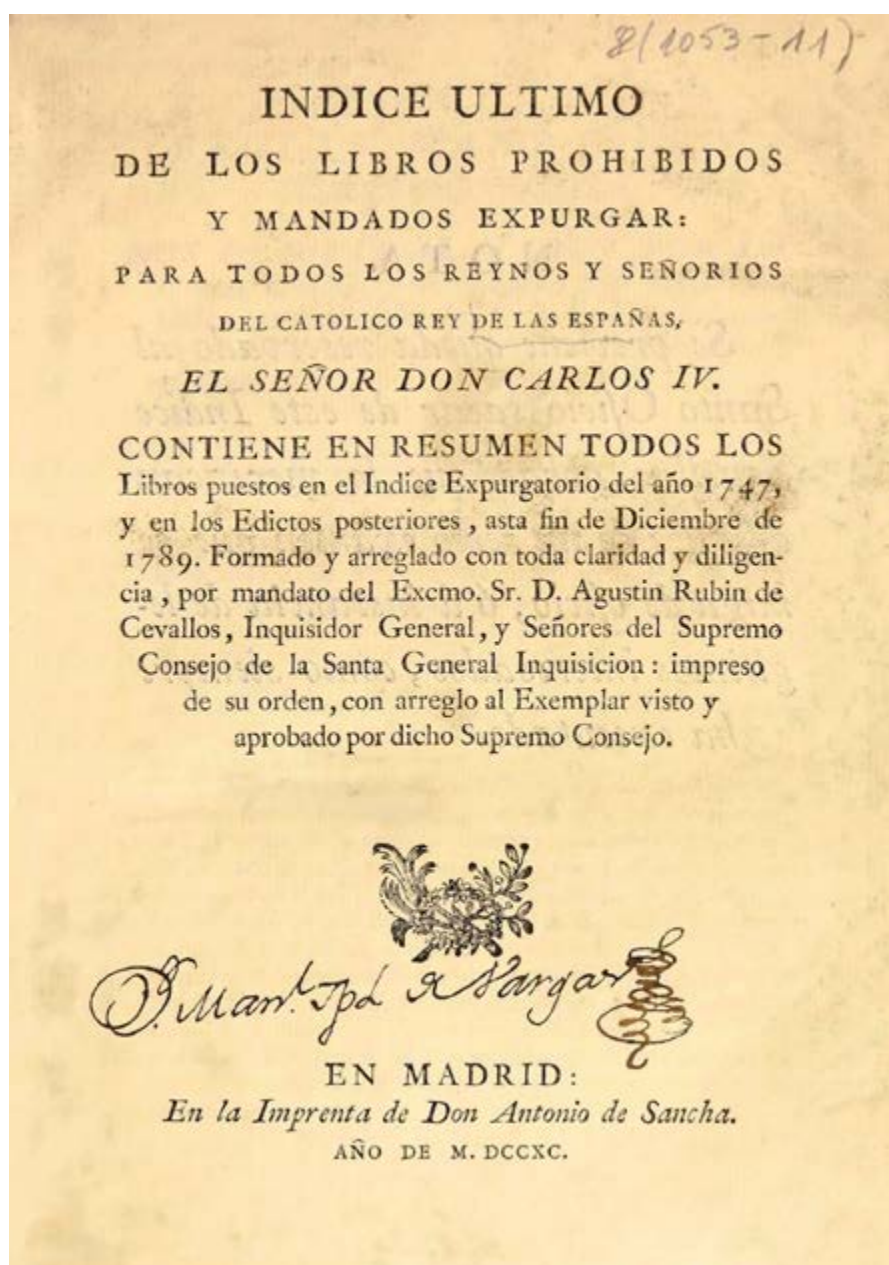 8(1053-11)
INDICE ULTIMO
DE LOS LIBROS PROHIBIDOS
Y MANDADOS EXPURGAR:
PARA TODOS LOS REYNOS Y SEÑORIOS
DEL CATOLICO REY DE LAS ESPAÑAS,
EL SEÑOR DON CARLOS IV.
CONTIENE EN RESUMEN TODOS LOS
Libros puestos en el Indice Expurgatorio del año 1747,
y en los Edictos posteriores, asta fin de Diciembre de
1789. Formado y arreglado con toda claridad y diligen-
cia, por mandato del Excmo. Sr. D. Agustin Rubin de
Cevallos, Inquisidor General, y Señores del Supremo
Consejo de la Santa General Inquisicion: impreso
de su orden, con arreglo al Exemplar visto y
aprobado por dicho Supremo Consejo.
D. Man.l Jph de Vargas
EN MADRID:
En la Imprenta de Don Antonio de Sancha.
AÑO DE M. DCCXC.